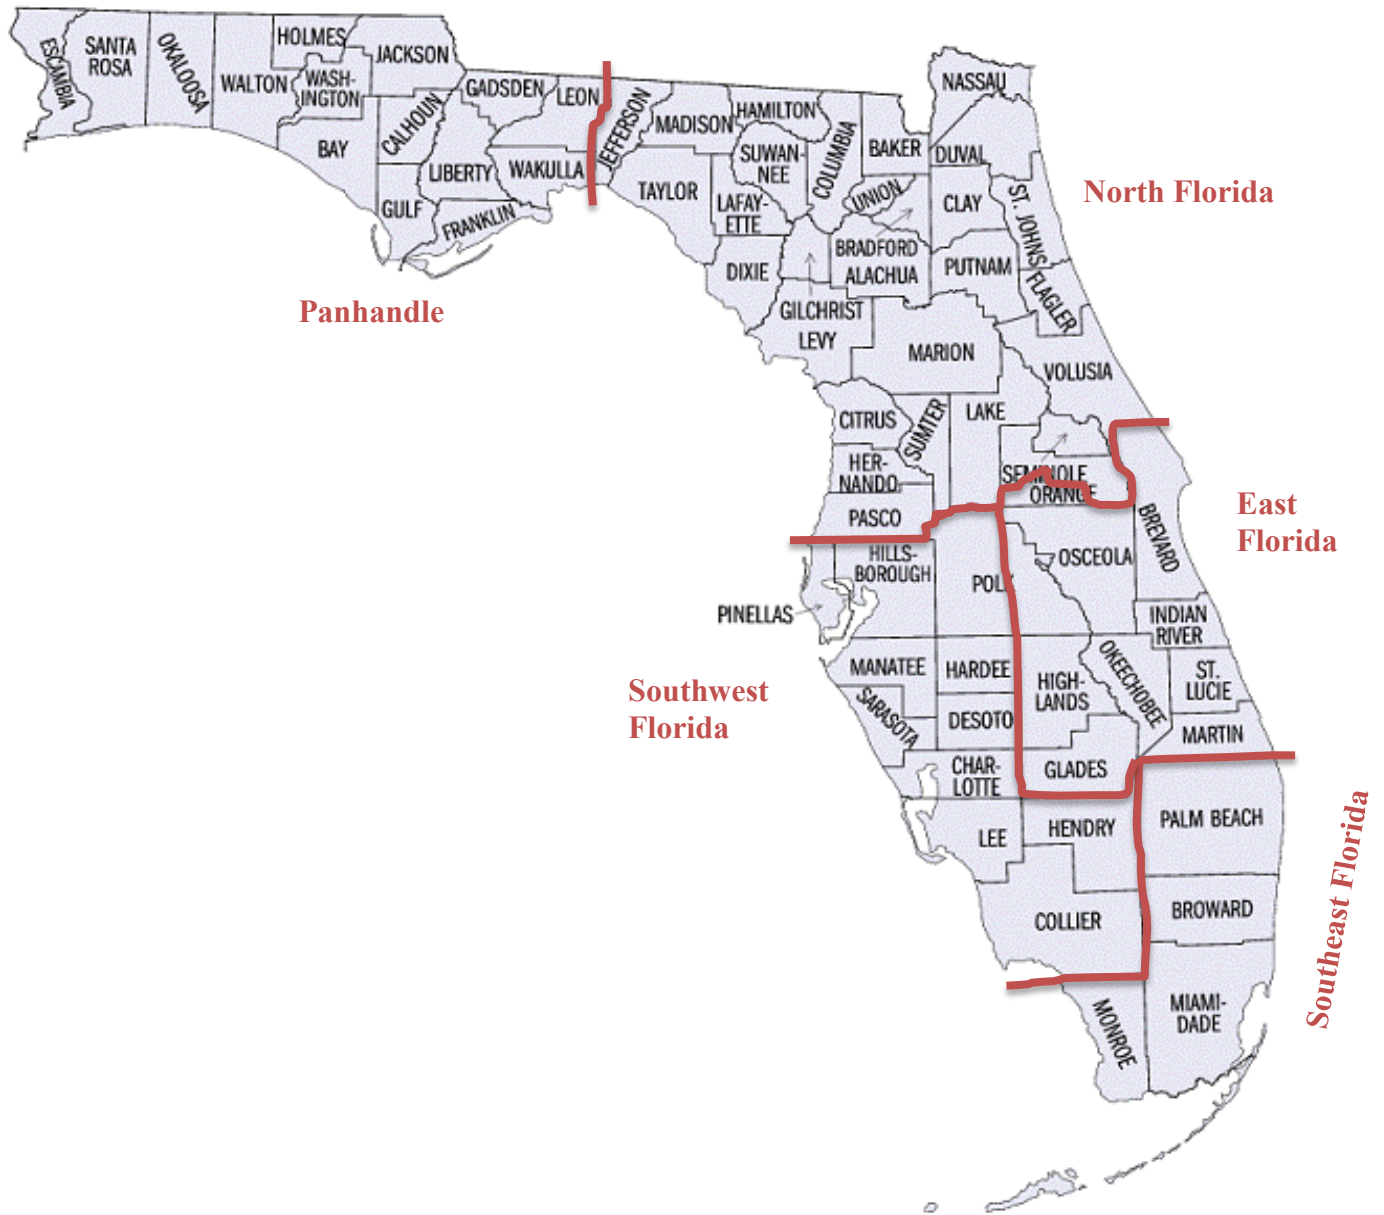 ESCAMBIA
SANTA
ROSA
OKALOOSA
WALTON
HOLMES
WASH-
INGTON
JACKSON
BAY
CALHOUN
GULF
GADSDEN
LIBERTY
FRANKLIN
LEON
WAKULLA
JEFFERSON
MADISON
TAYLOR
HAMILTON
SUWAN-
NEE
LAFAY-
ETTE
DIXIE
COLUMBIA
BAKER
UNION
BRADFORD
ALACHUA
GILCHRIST
LEVY
NASSAU
DUVAL
CLAY
ST. JOHNS
PUTNAM
FLAGLER
MARION
VOLUSIA
CITRUS
SUMTER
LAKE
HER-
NANDO
PASCO
SEMINOLE
ORANGE
BREVARD
OSCEOLA
HILLS-
BOROUGH
POLK
PINELLAS
INDIAN
RIVER
MANATEE
HARDEE
HIGH-
LANDS
OKEECHOBEE
ST.
LUCIE
SARASOTA
DESOTO
MARTIN
CHAR-
LOTTE
GLADES
LEE
HENDRY
PALM BEACH
COLLIER
BROWARD
MONROE
MIAMI-
DADE
North Florida
Panhandle
East
Florida
Southwest
Florida
Southeast Florida